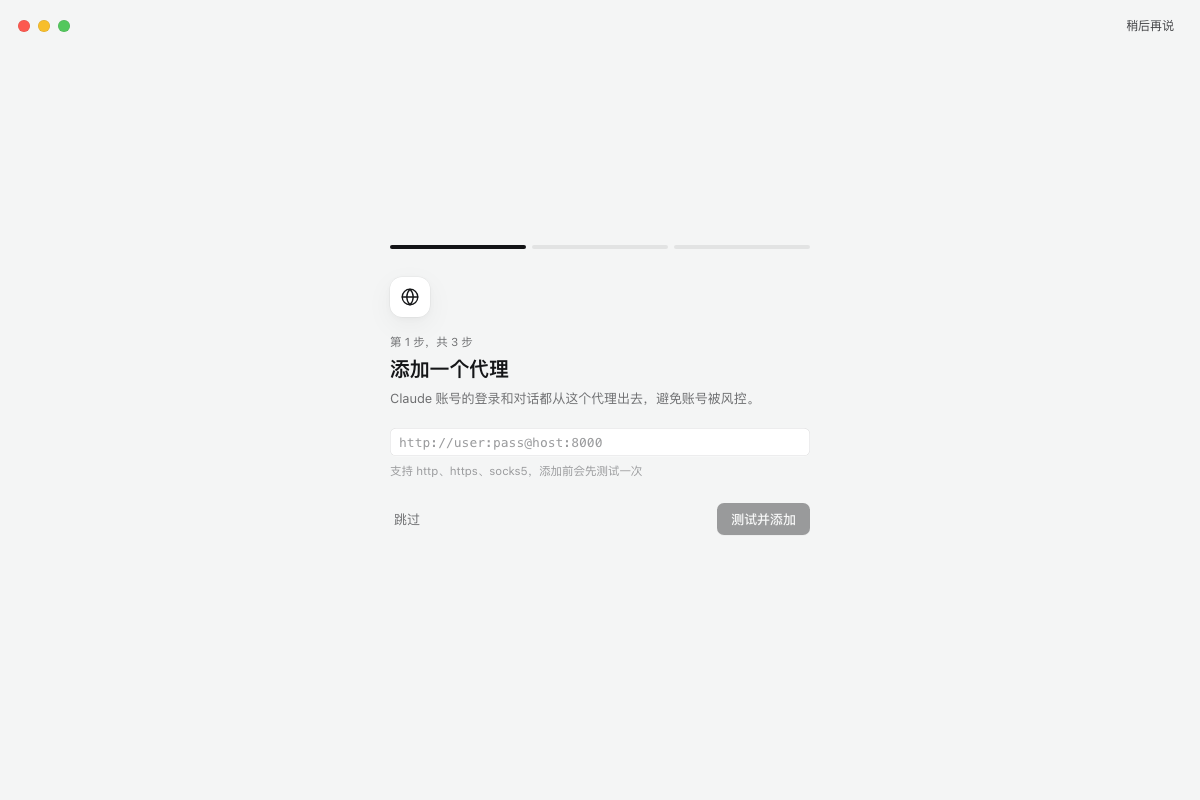 稍后再说
第 1 步，共 3 步
添加一个代理
Claude 账号的登录和对话都从这个代理出去，避免账号被风控。
http://user:pass@host:8000
支持 http、https、socks5，添加前会先测试一次
跳过
测试并添加